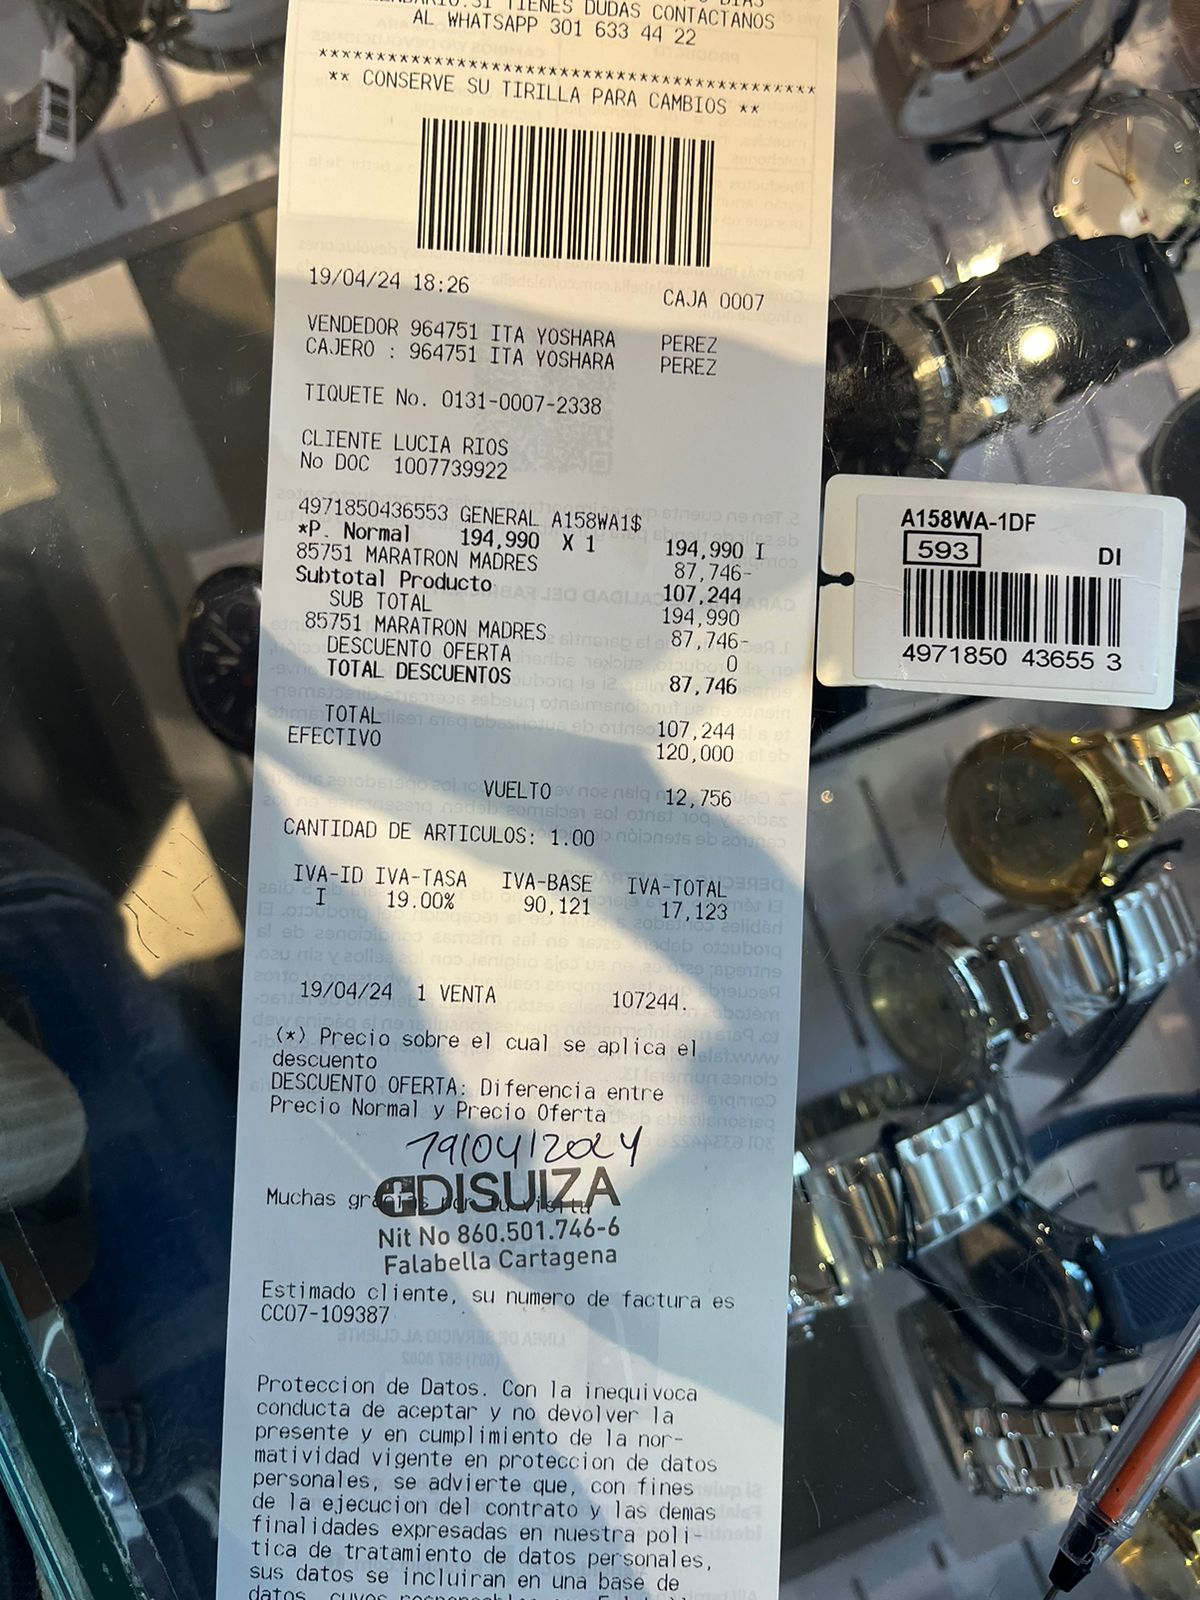 AL WHATSAPP 301 633 44 22
** CONSERVE SU TIRILLA PARA CAMBIOS **
19/04/24 18:26 CAJA 0007
VENDEDOR 964751 ITA YOSHARA PEREZ
CAJERO : 964751 ITA YOSHARA PEREZ
TIQUETE No. 0131-0007-2338
CLIENTE LUCIA RIOS
No DOC 1007739922
4971850436553 GENERAL A158WA1$
*P. Normal 194,990 X 1 194,990 I
85751 MARATRON MADRES 87,746-
Subtotal Producto 107,244
SUB TOTAL 194,990
85751 MARATRON MADRES 87,746-
DESCUENTO OFERTA 0
TOTAL DESCUENTOS 87,746
TOTAL 107,244
EFECTIVO 120,000
VUELTO 12,756
CANTIDAD DE ARTICULOS: 1.00
IVA-ID IVA-TASA IVA-BASE IVA-TOTAL
I 19.00% 90,121 17,123
19/04/24 1 VENTA 107244.
(*) Precio sobre el cual se aplica el
descuento
DESCUENTO OFERTA: Diferencia entre
Precio Normal y Precio Oferta
19/04/2024
DISUIZA
Muchas gracias por tu visita
Nit No 860.501.746-6
Falabella Cartagena
Estimado cliente, su numero de factura es
CC07-109387
Proteccion de Datos. Con la inequivoca
conducta de aceptar y no devolver la
presente y en cumplimiento de la nor-
matividad vigente en proteccion de datos
personales, se advierte que, con fines
de la ejecucion del contrato y las demas
finalidades expresadas en nuestra poli-
tica de tratamiento de datos personales,
sus datos se incluiran en una base de
A158WA-1DF
593 DI
4971850 43655 3